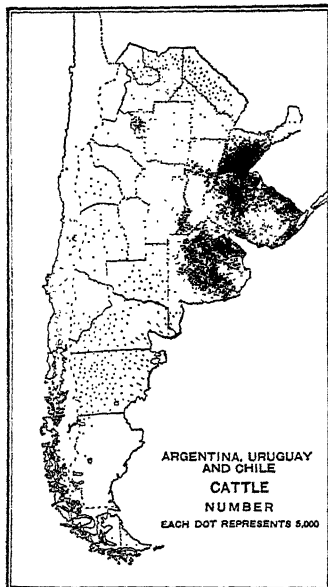 ARGENTINA, URUGUAY
AND CHILE
CATTLE
NUMBER
EACH DOT REPRESENTS 5,000